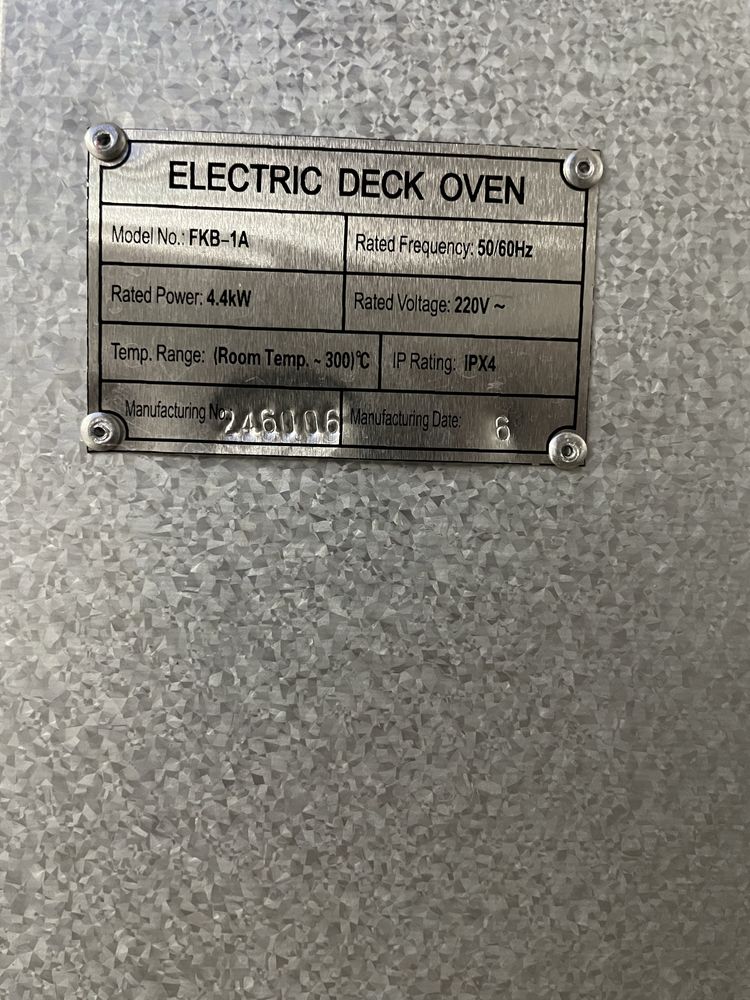 ELECTRIC DECK OVEN
Model No.: FKB-1A
Rated Frequency: 50/60Hz
Rated Power: 4.4kW
Rated Voltage: 220V ~
Temp. Range: (Room Temp. ~ 300)℃
IP Rating: IPX4
Manufacturing No.: 246006
Manufacturing Date: 6